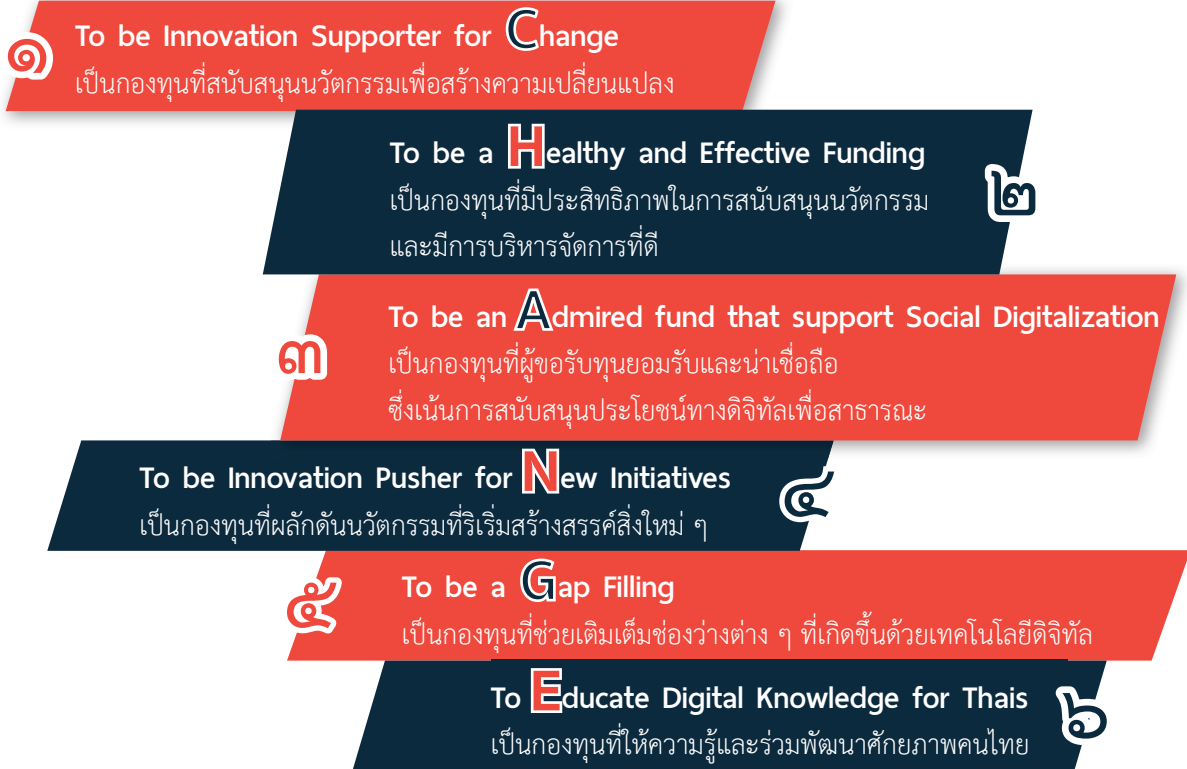 ๑
To be Innovation Supporter for Change
เป็นกองทุนที่สนับสนุนนวัตกรรมเพื่อสร้างความเปลี่ยนแปลง
To be a Healthy and Effective Funding
เป็นกองทุนที่มีประสิทธิภาพในการสนับสนุนนวัตกรรม
และมีการบริหารจัดการที่ดี
๒
๓
To be an Admired fund that support Social Digitalization
เป็นกองทุนที่ผู้ขอรับทุนยอมรับและน่าเชื่อถือ
ซึ่งเน้นการสนับสนุนประโยชน์ทางดิจิทัลเพื่อสาธารณะ
To be Innovation Pusher for New Initiatives
เป็นกองทุนที่ผลักดันนวัตกรรมที่ริเริ่มสร้างสรรค์สิ่งใหม่ ๆ
๔
๕
To be a Gap Filling
เป็นกองทุนที่ช่วยเติมเต็มช่องว่างต่าง ๆ ที่เกิดขึ้นด้วยเทคโนโลยีดิจิทัล
To Educate Digital Knowledge for Thais
เป็นกองทุนที่ให้ความรู้และร่วมพัฒนาศักยภาพคนไทย
๖